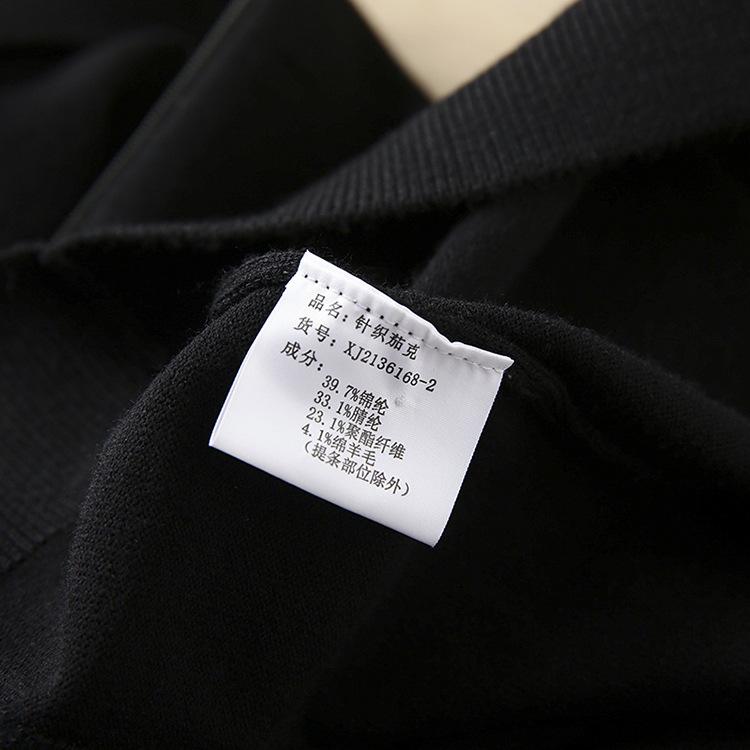 品名：针织茄克
货号：XJ2136168-2
成分：
39.7%锦纶
33.1%腈纶
23.1%聚酯纤维
4.1%绵羊毛
（提条部位除外）